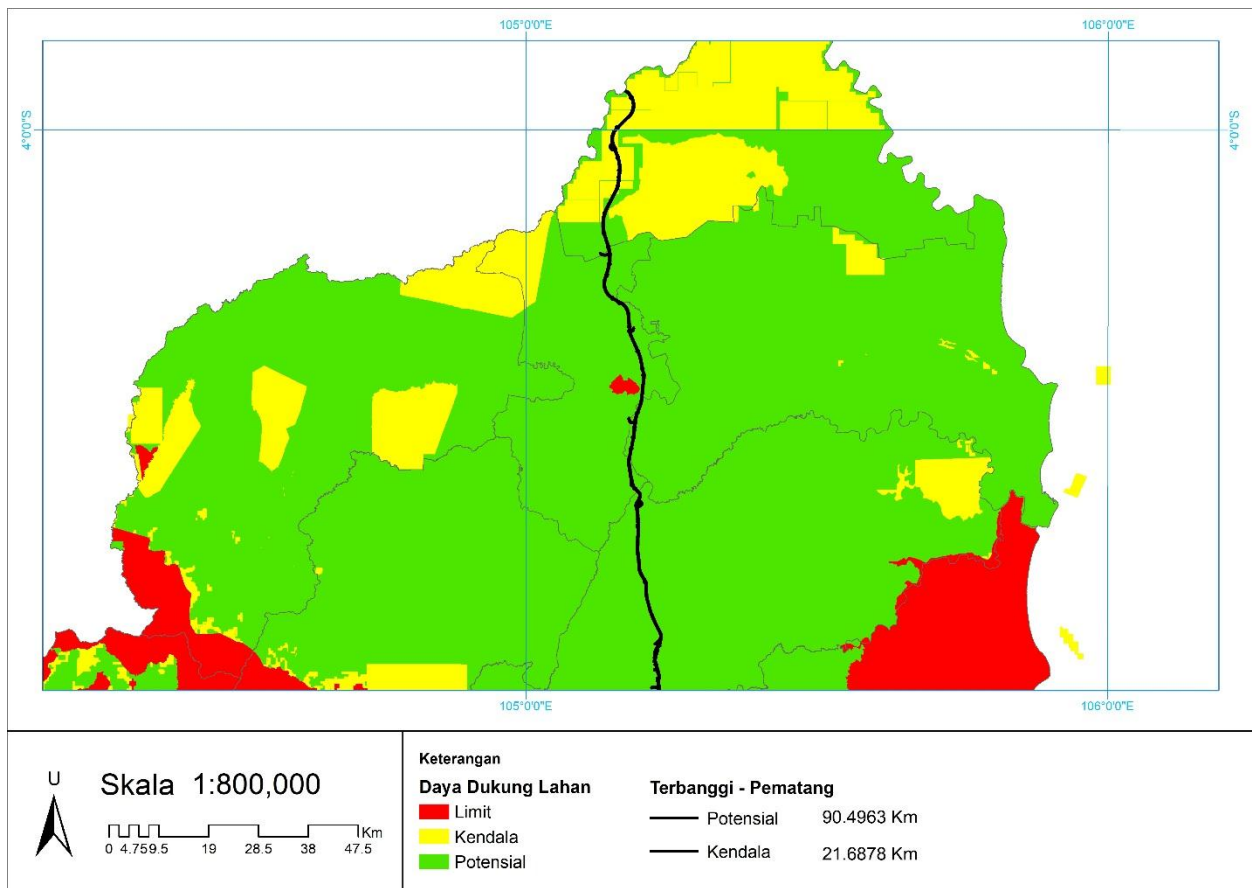 105°0'0"E 106°0'0"E
4°0'0"S 4°0'0"S
105°0'0"E 106°0'0"E
U
Skala 1:800,000
Km
0 4.75 9.5 19 28.5 38 47.5
Keterangan
Daya Dukung Lahan
Limit
Kendala
Potensial
Terbanggi - Pematang
Potensial 90.4963 Km
Kendala 21.6878 Km